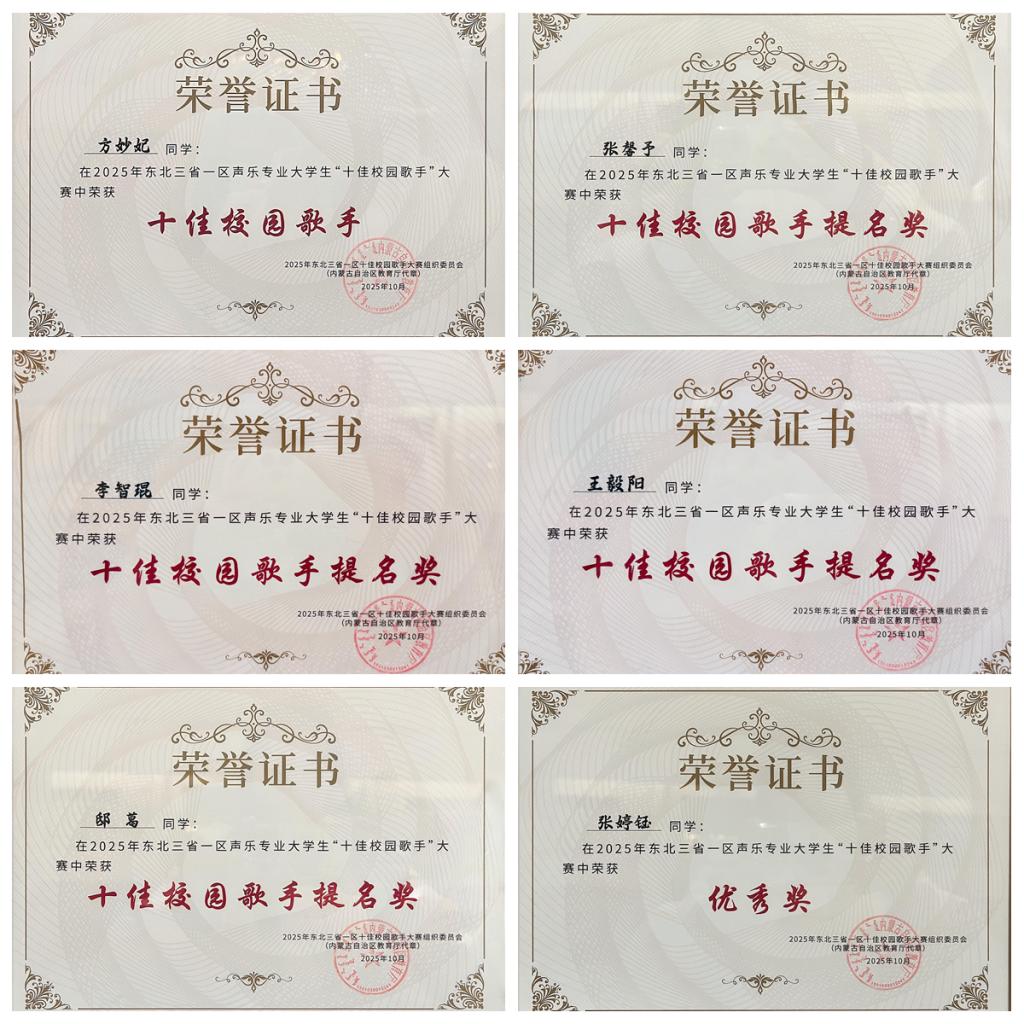 荣誉证书
方妙妃 同学：
在2025年东北三省一区声乐专业大学生“十佳校园歌手”大
赛中荣获
十佳校园歌手
2025年东北三省一区十佳校园歌手大赛组织委员会
（内蒙古自治区教育厅代章）
2025年10月
荣誉证书
张馨予 同学：
在2025年东北三省一区声乐专业大学生“十佳校园歌手”大
赛中荣获
十佳校园歌手提名奖
2025年东北三省一区十佳校园歌手大赛组织委员会
（内蒙古自治区教育厅代章）
2025年10月
荣誉证书
李智琨 同学：
在2025年东北三省一区声乐专业大学生“十佳校园歌手”大
赛中荣获
十佳校园歌手提名奖
2025年东北三省一区十佳校园歌手大赛组织委员会
（内蒙古自治区教育厅代章）
2025年10月
荣誉证书
王毅阳 同学：
在2025年东北三省一区声乐专业大学生“十佳校园歌手”大
赛中荣获
十佳校园歌手提名奖
2025年东北三省一区十佳校园歌手大赛组织委员会
（内蒙古自治区教育厅代章）
2025年10月
荣誉证书
邸葛 同学：
在2025年东北三省一区声乐专业大学生“十佳校园歌手”大
赛中荣获
十佳校园歌手提名奖
2025年东北三省一区十佳校园歌手大赛组织委员会
（内蒙古自治区教育厅代章）
2025年10月
荣誉证书
张婷钰 同学：
在2025年东北三省一区声乐专业大学生“十佳校园歌手”大
赛中荣获
优秀奖
2025年东北三省一区十佳校园歌手大赛组织委员会
（内蒙古自治区教育厅代章）
2025年10月